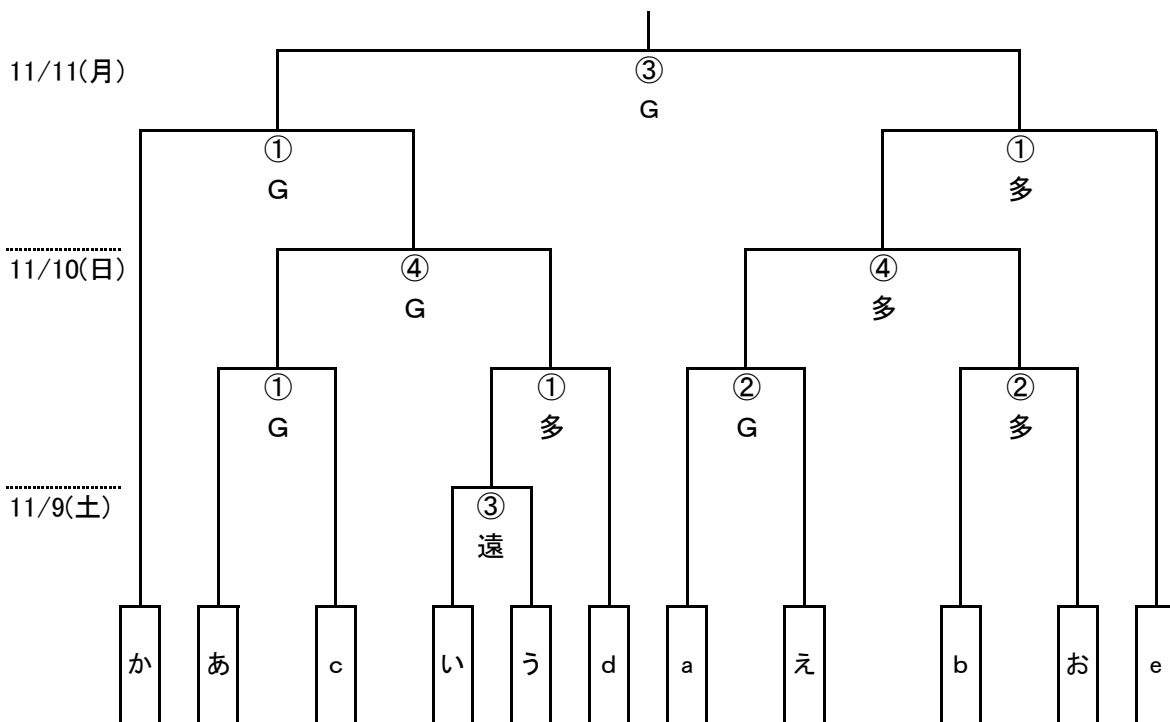 11/11(月)
③
G
①
G
①
多
11/10(日)
④
G
④
多
①
G
①
多
②
G
②
多
11/9(土)
③
遠
か
あ
c
い
う
d
a
え
b
お
e